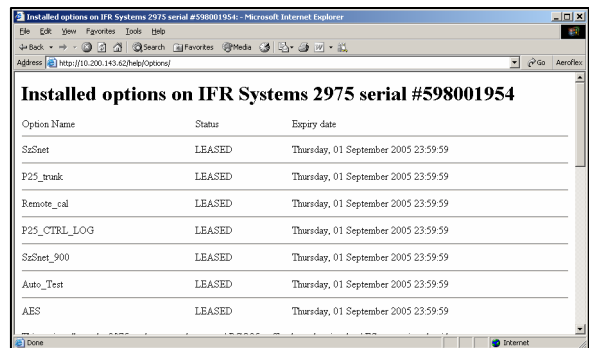 Installed options on IFR Systems 2975 serial #598001954: - Microsoft Internet Explorer
File Edit View Favorites Tools Help
Back Search Favorites Media
Address http://10.200.143.62/help/Options/ Go Aeroflex
Installed options on IFR Systems 2975 serial #598001954
Option Name Status Expiry date
SzSnet LEASED Thursday, 01 September 2005 23:59:59
P25_trunk LEASED Thursday, 01 September 2005 23:59:59
Remote_cal LEASED Thursday, 01 September 2005 23:59:59
P25_CTRL_LOG LEASED Thursday, 01 September 2005 23:59:59
SzSnet_900 LEASED Thursday, 01 September 2005 23:59:59
Auto_Test LEASED Thursday, 01 September 2005 23:59:59
AES LEASED Thursday, 01 September 2005 23:59:59
Done Internet